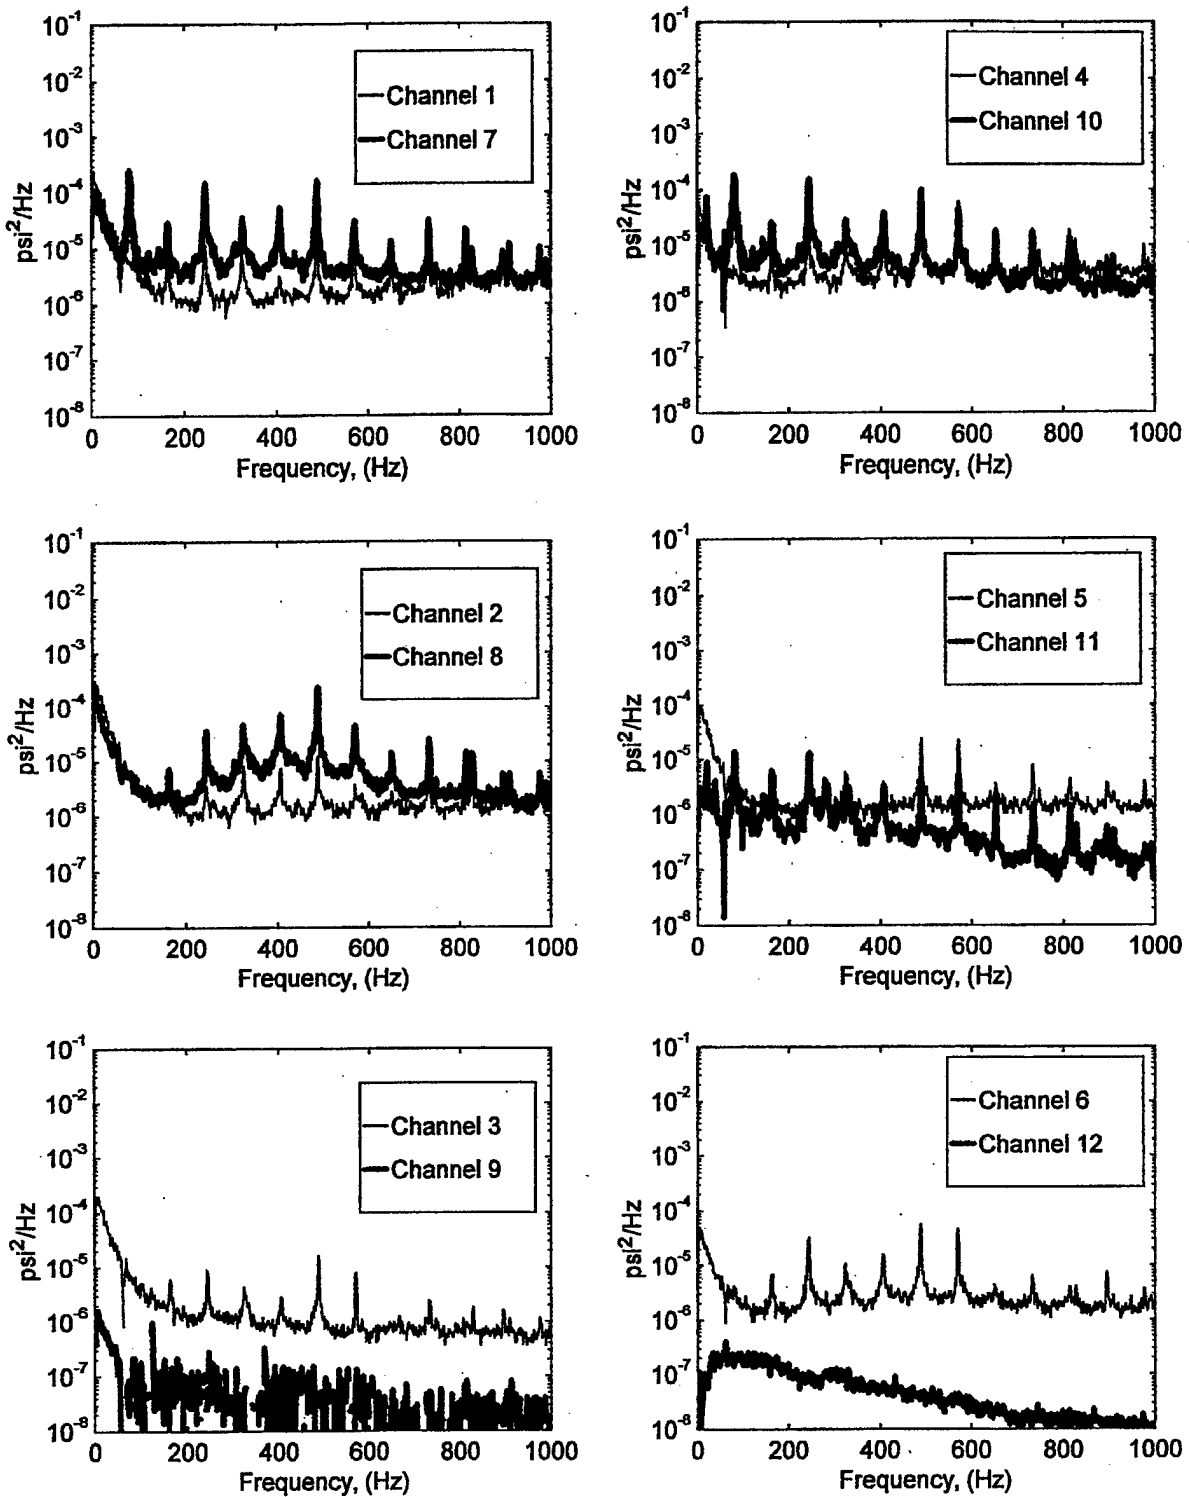 10-1
10-2
10-3
10-4
10-5
10-6
10-7
10-8
psi2/Hz
Channel 1
Channel 7
0 200 400 600 800 1000
Frequency, (Hz)
10-1
10-2
10-3
10-4
10-5
10-6
10-7
10-8
psi2/Hz
Channel 4
Channel 10
0 200 400 600 800 1000
Frequency, (Hz)
10-1
10-2
10-3
10-4
10-5
10-6
10-7
10-8
psi2/Hz
Channel 2
Channel 8
0 200 400 600 800 1000
Frequency, (Hz)
10-1
10-2
10-3
10-4
10-5
10-6
10-7
10-8
psi2/Hz
Channel 5
Channel 11
0 200 400 600 800 1000
Frequency, (Hz)
10-1
10-2
10-3
10-4
10-5
10-6
10-7
10-8
psi2/Hz
Channel 3
Channel 9
0 200 400 600 800 1000
Frequency, (Hz)
10-1
10-2
10-3
10-4
10-5
10-6
10-7
10-8
psi2/Hz
Channel 6
Channel 12
0 200 400 600 800 1000
Frequency, (Hz)